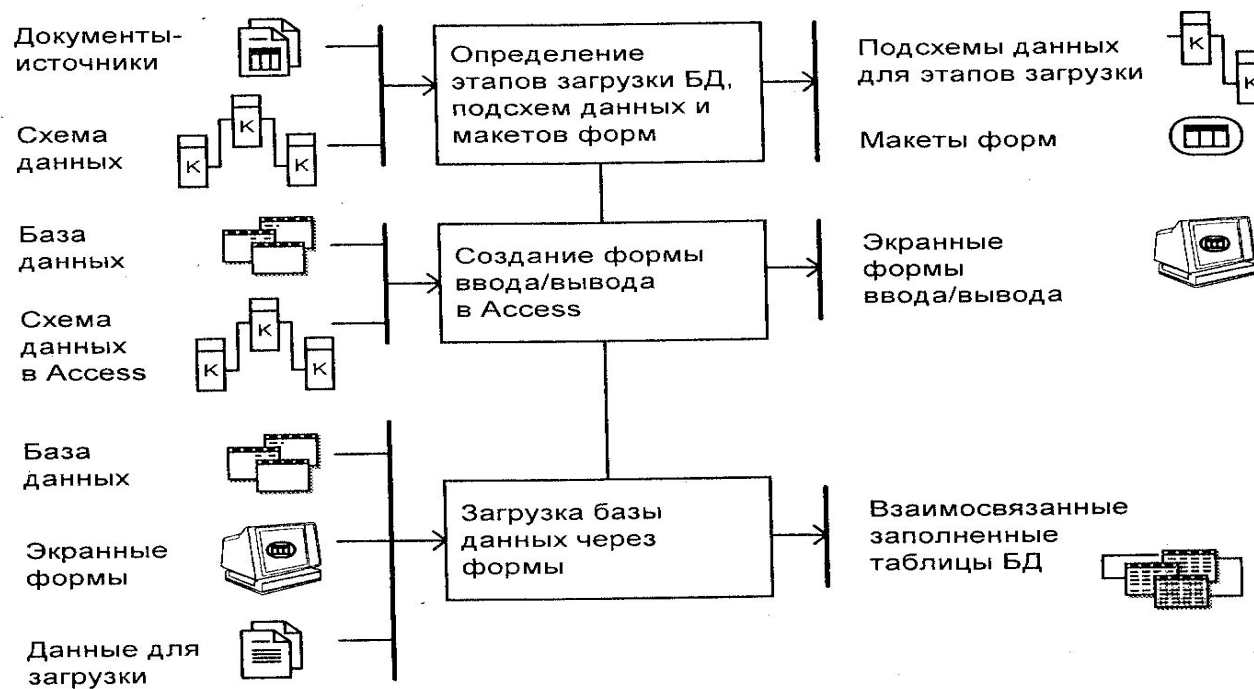 Документы-
источники
Схема
данных
K
K
K
Определение
этапов загрузки БД,
подсхем данных и
макетов форм
Подсхемы данных
для этапов загрузки
K
K
Макеты форм
База
данных
Схема
данных
в Access
K
K
K
Создание формы
ввода/вывода
в Access
Экранные
формы
ввода/вывода
База
данных
Экранные
формы
Данные для
загрузки
Загрузка базы
данных через
формы
Взаимосвязанные
заполненные
таблицы БД